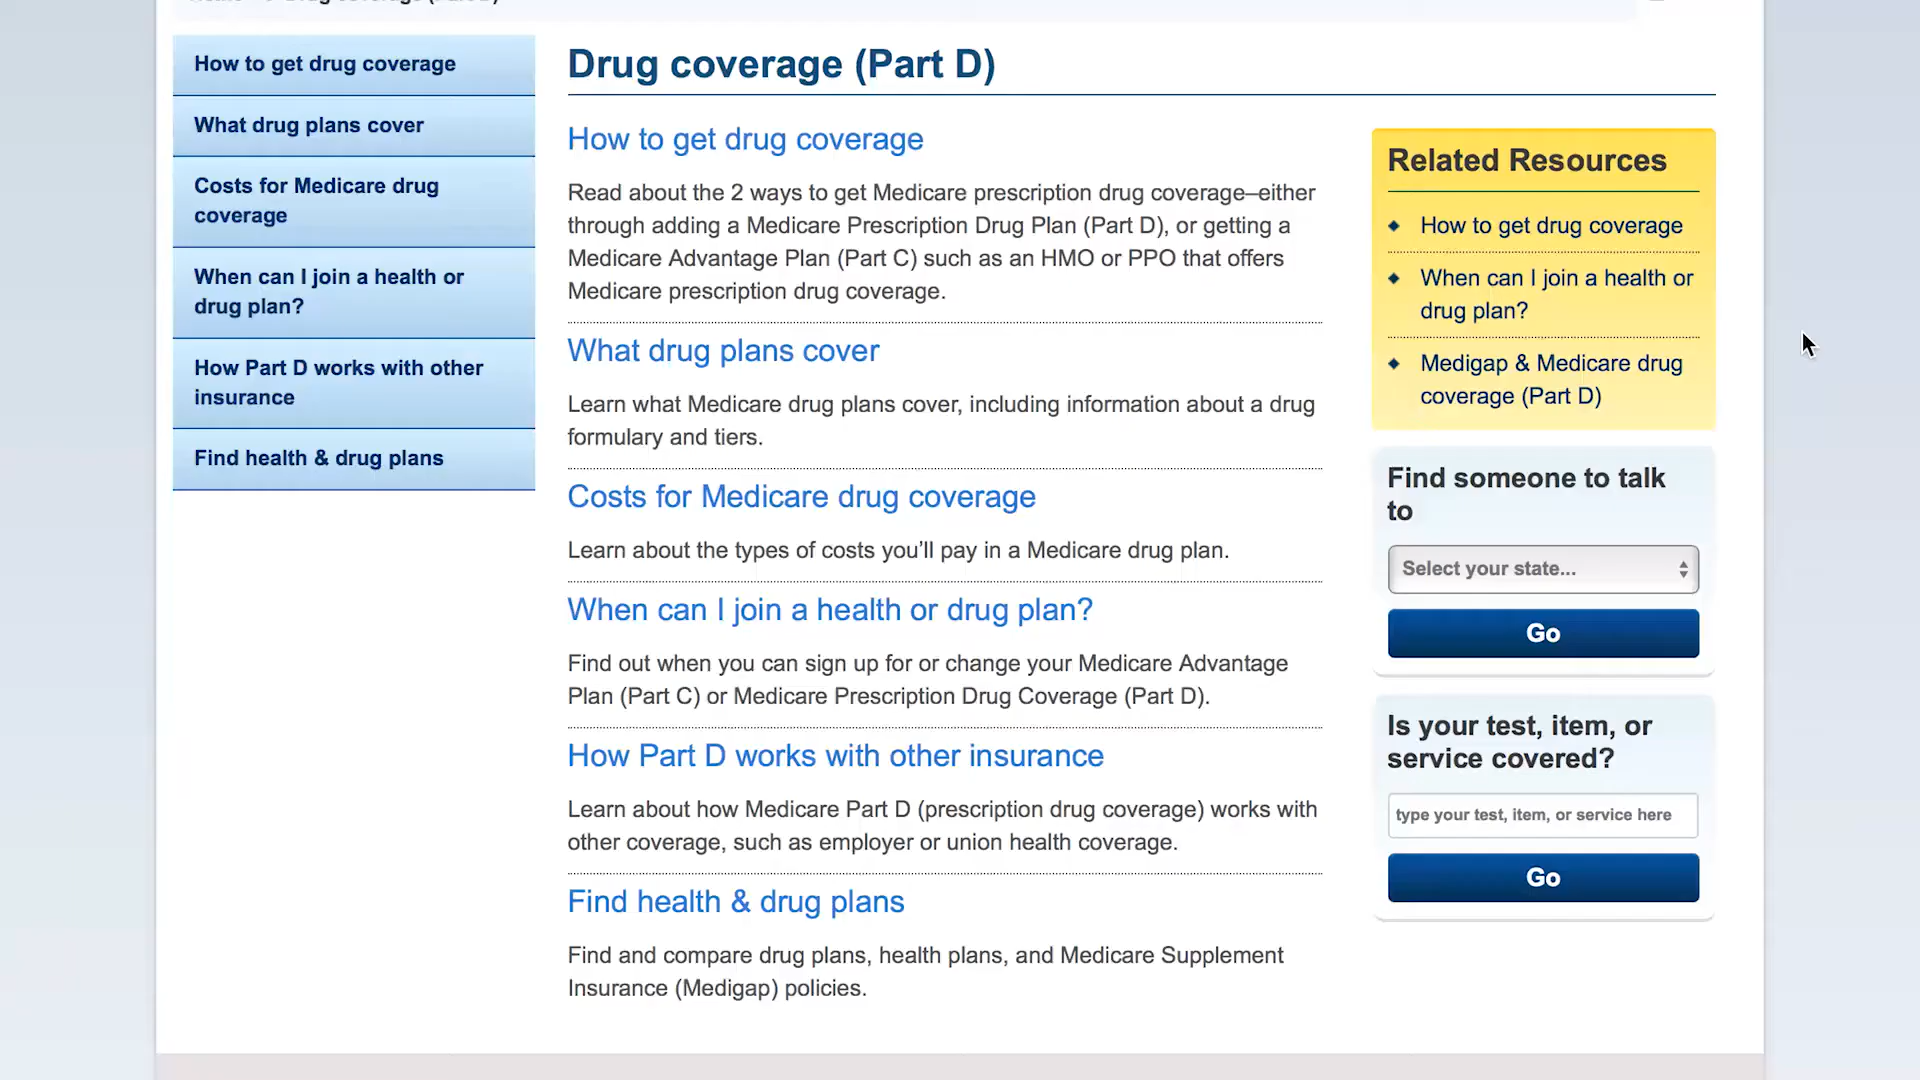 How to get drug coverage
What drug plans cover
Costs for Medicare drug
coverage
When can I join a health or
drug plan?
How Part D works with other
insurance
Find health & drug plans
Drug coverage (Part D)
How to get drug coverage
Read about the 2 ways to get Medicare prescription drug coverage–either
through adding a Medicare Prescription Drug Plan (Part D), or getting a
Medicare Advantage Plan (Part C) such as an HMO or PPO that offers
Medicare prescription drug coverage.
What drug plans cover
Learn what Medicare drug plans cover, including information about a drug
formulary and tiers.
Costs for Medicare drug coverage
Learn about the types of costs you’ll pay in a Medicare drug plan.
When can I join a health or drug plan?
Find out when you can sign up for or change your Medicare Advantage
Plan (Part C) or Medicare Prescription Drug Coverage (Part D).
How Part D works with other insurance
Learn about how Medicare Part D (prescription drug coverage) works with
other coverage, such as employer or union health coverage.
Find health & drug plans
Find and compare drug plans, health plans, and Medicare Supplement
Insurance (Medigap) policies.
Related Resources
How to get drug coverage
When can I join a health or
drug plan?
Medigap & Medicare drug
coverage (Part D)
Find someone to talk
to
Select your state...
Go
Is your test, item, or
service covered?
type your test, item, or service here
Go